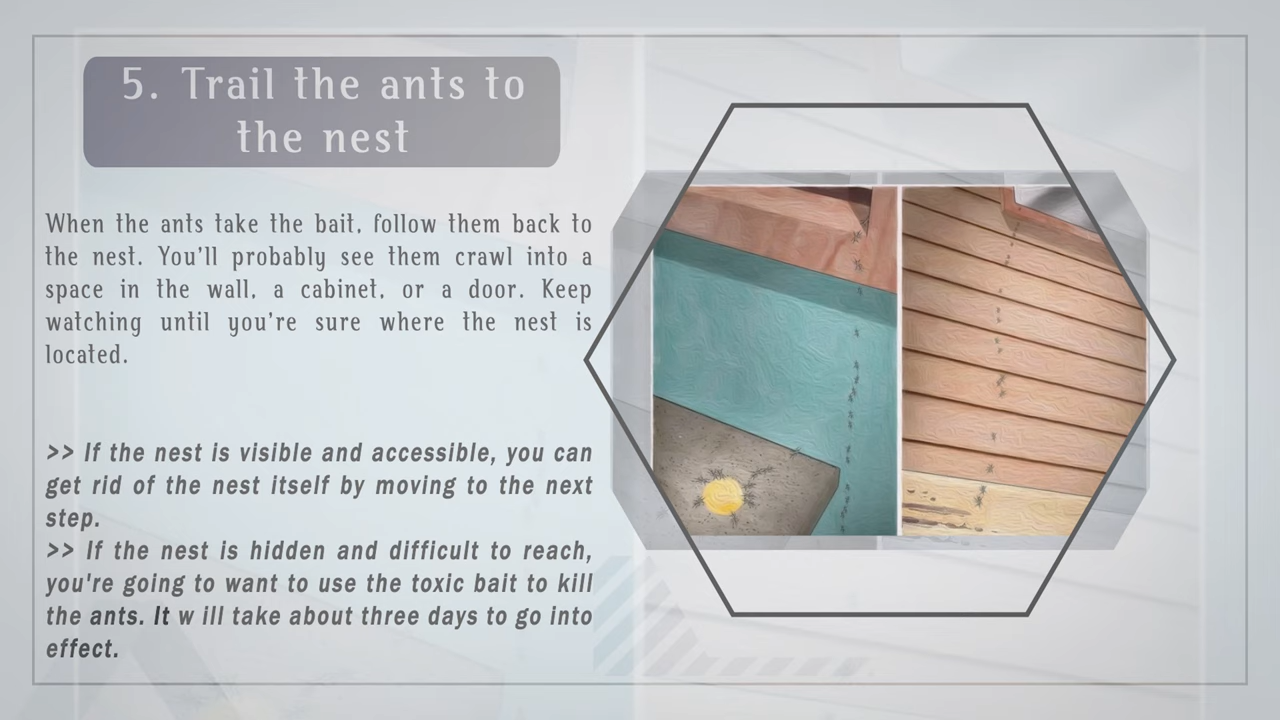 5. Trail the ants to
the nest
When the ants take the bait, follow them back to
the nest. You'll probably see them crawl into a
space in the wall, a cabinet, or a door. Keep
watching until you're sure where the nest is
located.
>> If the nest is visible and accessible, you can
get rid of the nest itself by moving to the next
step.
>> If the nest is hidden and difficult to reach,
you're going to want to use the toxic bait to kill
the ants. It w ill take about three days to go into
effect.